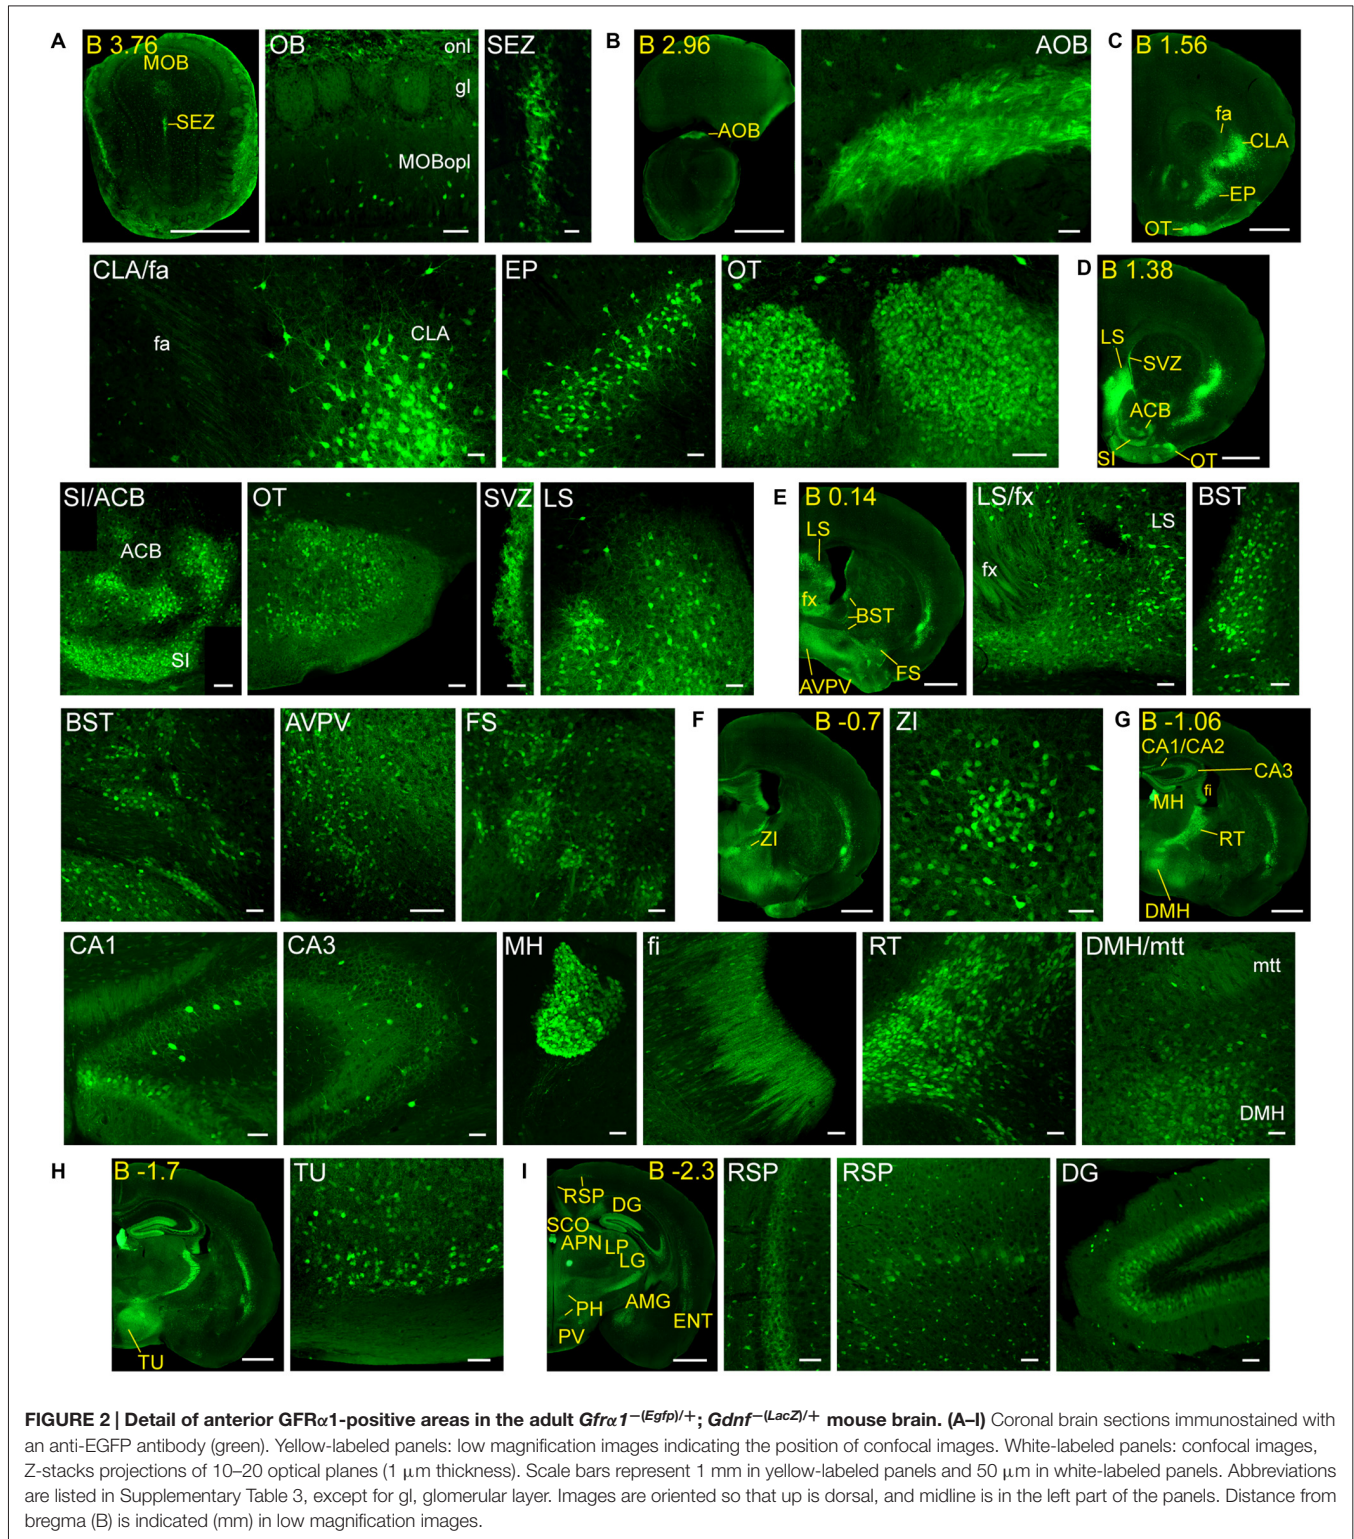 A B 3.76 OB onl SEZ B B 2.96 AOB C B 1.56
MOB
gl
fa
SEZ AOB CLA
MOBopl
EP
OT
CLA/fa EP OT D B 1.38
fa CLA
LS
SVZ
ACB
SI OT
SI/ACB OT SVZ LS E B 0.14 LS/fx BST
LS LS
ACB
fx fx
BST
SI
FS
AVPV
BST AVPV FS F B -0.7 ZI G B -1.06
CA1/CA2
CA3
fi
MH
ZI RT
DMH
CA1 CA3 MH fi RT DMH/mtt
mtt
DMH
H B -1.7 TU I B -2.3 RSP RSP DG
RSP DG
SCO
APN LP
LG
PH AMG
ENT
PV
TU
FIGURE 2 | Detail of anterior GFRα1-positive areas in the adult Gfrα1−(Egfp)/+; Gdnf−(LacZ)/+ mouse brain. (A–I) Coronal brain sections immunostained with
an anti-EGFP antibody (green). Yellow-labeled panels: low magnification images indicating the position of confocal images. White-labeled panels: confocal images,
Z-stacks projections of 10–20 optical planes (1 μm thickness). Scale bars represent 1 mm in yellow-labeled panels and 50 μm in white-labeled panels. Abbreviations
are listed in Supplementary Table 3, except for gl, glomerular layer. Images are oriented so that up is dorsal, and midline is in the left part of the panels. Distance from
bregma (B) is indicated (mm) in low magnification images.